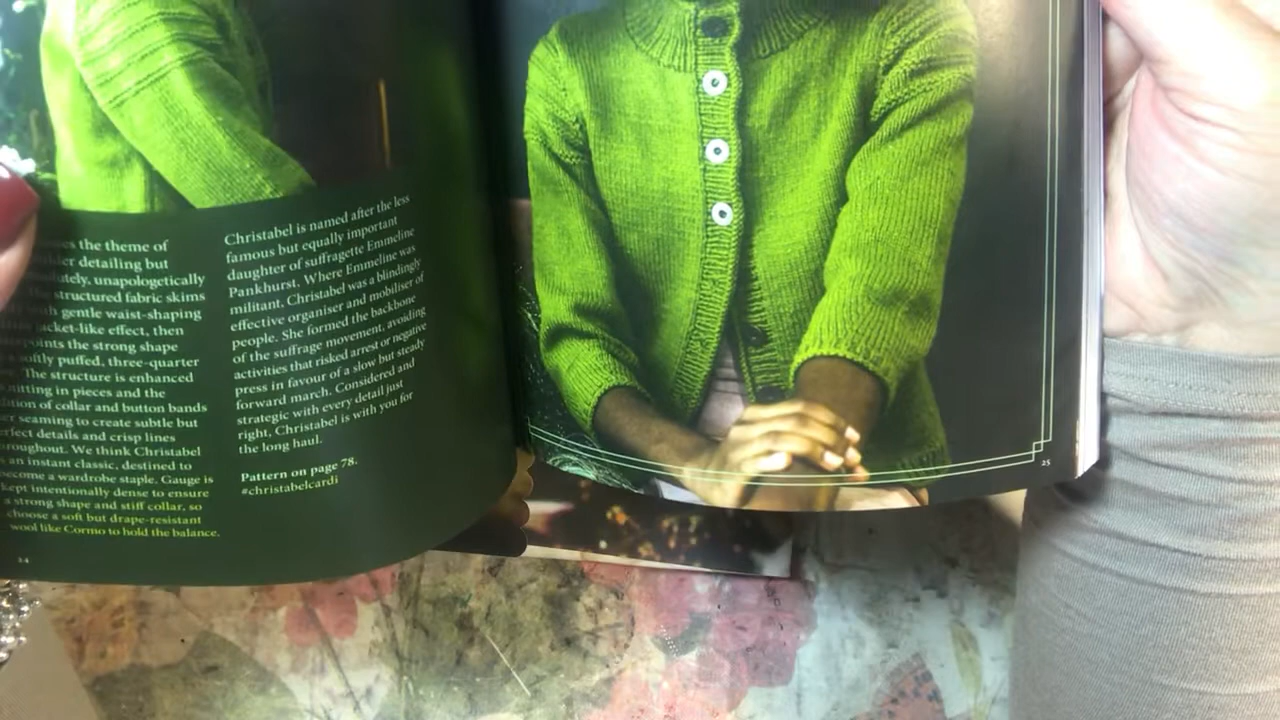 the theme of
detailing but
unapologetically
structured fabric skims
gentle waist-shaping
jacket-like effect, then
points the strong shape
softly puffed, three-quarter
The structure is enhanced
knitting in pieces and the
of collar and button bands
seaming to create subtle but
details and crisp lines
throughout. We think Christabel
an instant classic, destined to
become a wardrobe staple. Gauge is
kept intentionally dense to ensure
a strong shape and stiff collar, so
choose a soft but drape-resistant
wool like Cormo to hold the balance.
24
Christabel is named after the less
famous but equally important
daughter of suffragette Emmeline
Pankhurst. Where Emmeline was
militant, Christabel was a blindingly
effective organiser and mobiliser of
people. She formed the backbone
of the suffrage movement, avoiding
activities that risked arrest or negative
press in favour of a slow but steady
forward march. Considered and
strategic with every detail just
right, Christabel is with you for
the long haul.
Pattern on page 78.
#christabelcardi
25